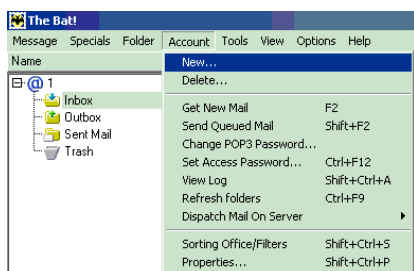 The Bat!
Message Specials Folder Account Tools View Options Help
Name
New...
Delete...
1
Inbox
Outbox
Sent Mail
Trash
Get New Mail F2
Send Queued Mail Shift+F2
Change POP3 Password...
Set Access Password... Ctrl+F12
View Log Shift+Ctrl+A
Refresh folders Ctrl+F9
Dispatch Mail On Server
Sorting Office/Filters Shift+Ctrl+S
Properties... Shift+Ctrl+P